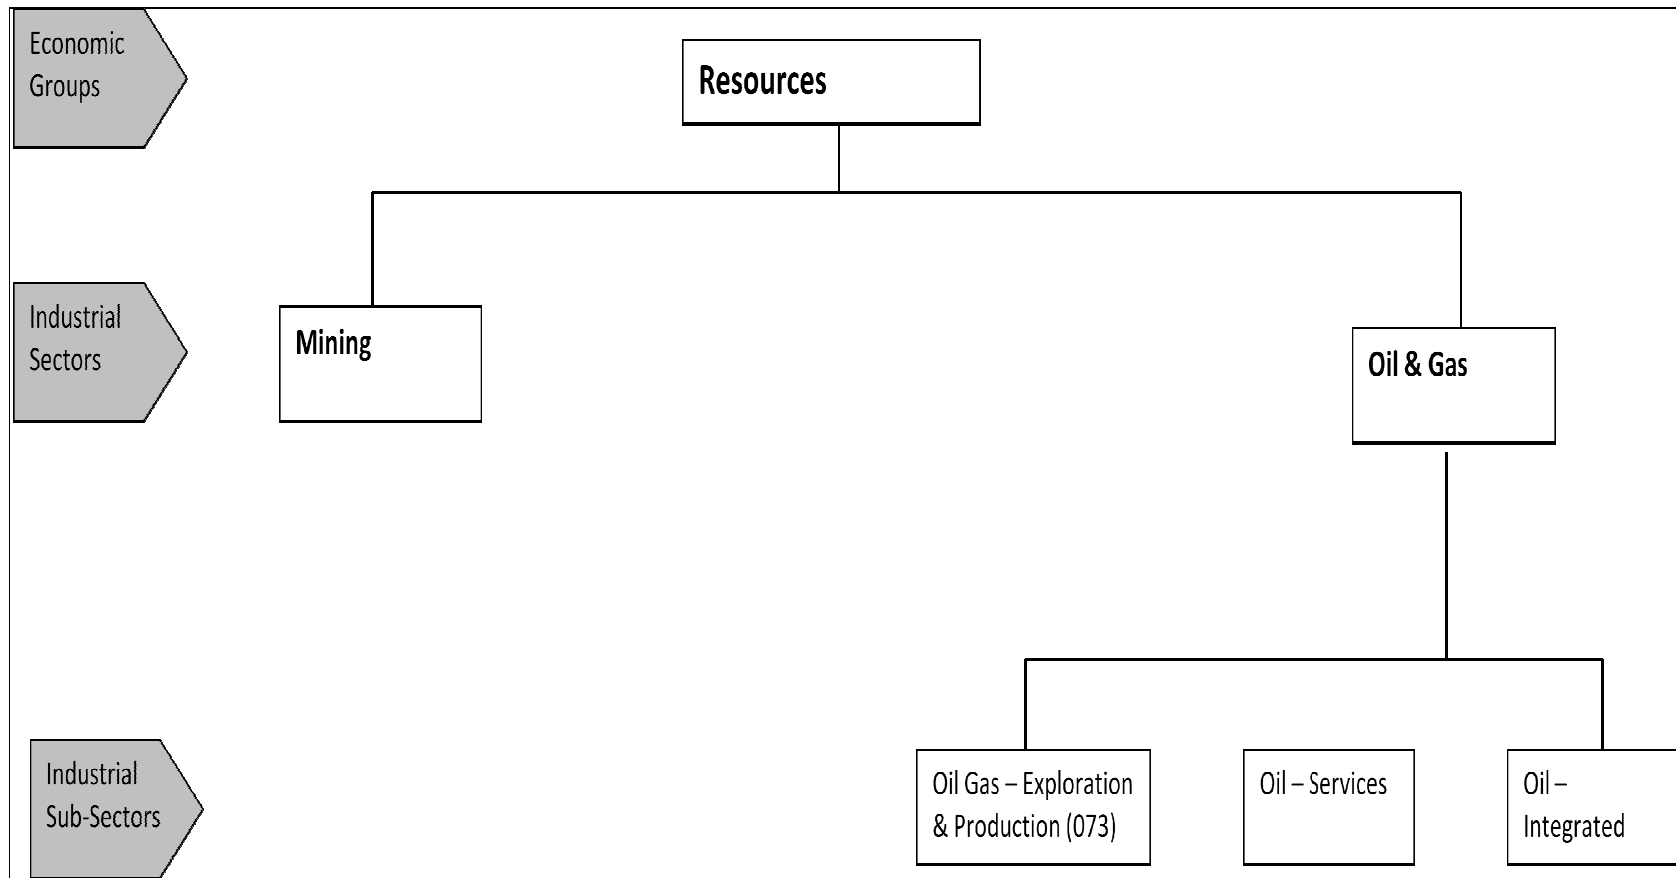 Economic
Groups
Resources
Industrial
Sectors
Mining
Oil & Gas
Industrial
Sub-Sectors
Oil Gas – Exploration
& Production (073)
Oil – Services
Oil –
Integrated